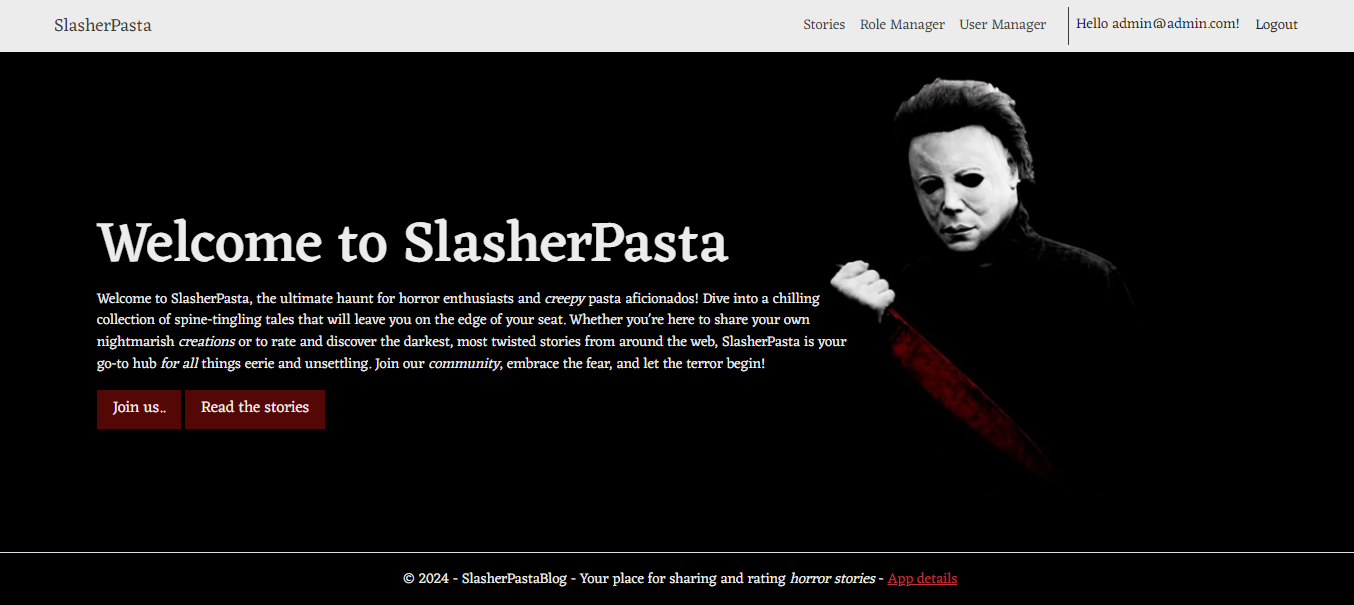 SlasherPasta
Stories Role Manager User Manager Hello admin@admin.com! Logout
Welcome to SlasherPasta
Welcome to SlasherPasta, the ultimate haunt for horror enthusiasts and creepy pasta aficionados! Dive into a chilling
collection of spine-tingling tales that will leave you on the edge of your seat. Whether you're here to share your own
nightmarish creations or to rate and discover the darkest, most twisted stories from around the web, SlasherPasta is your
go-to hub for all things eerie and unsettling. Join our community, embrace the fear, and let the terror begin!
Join us.. Read the stories
© 2024 - SlasherPastaBlog - Your place for sharing and rating horror stories - App details